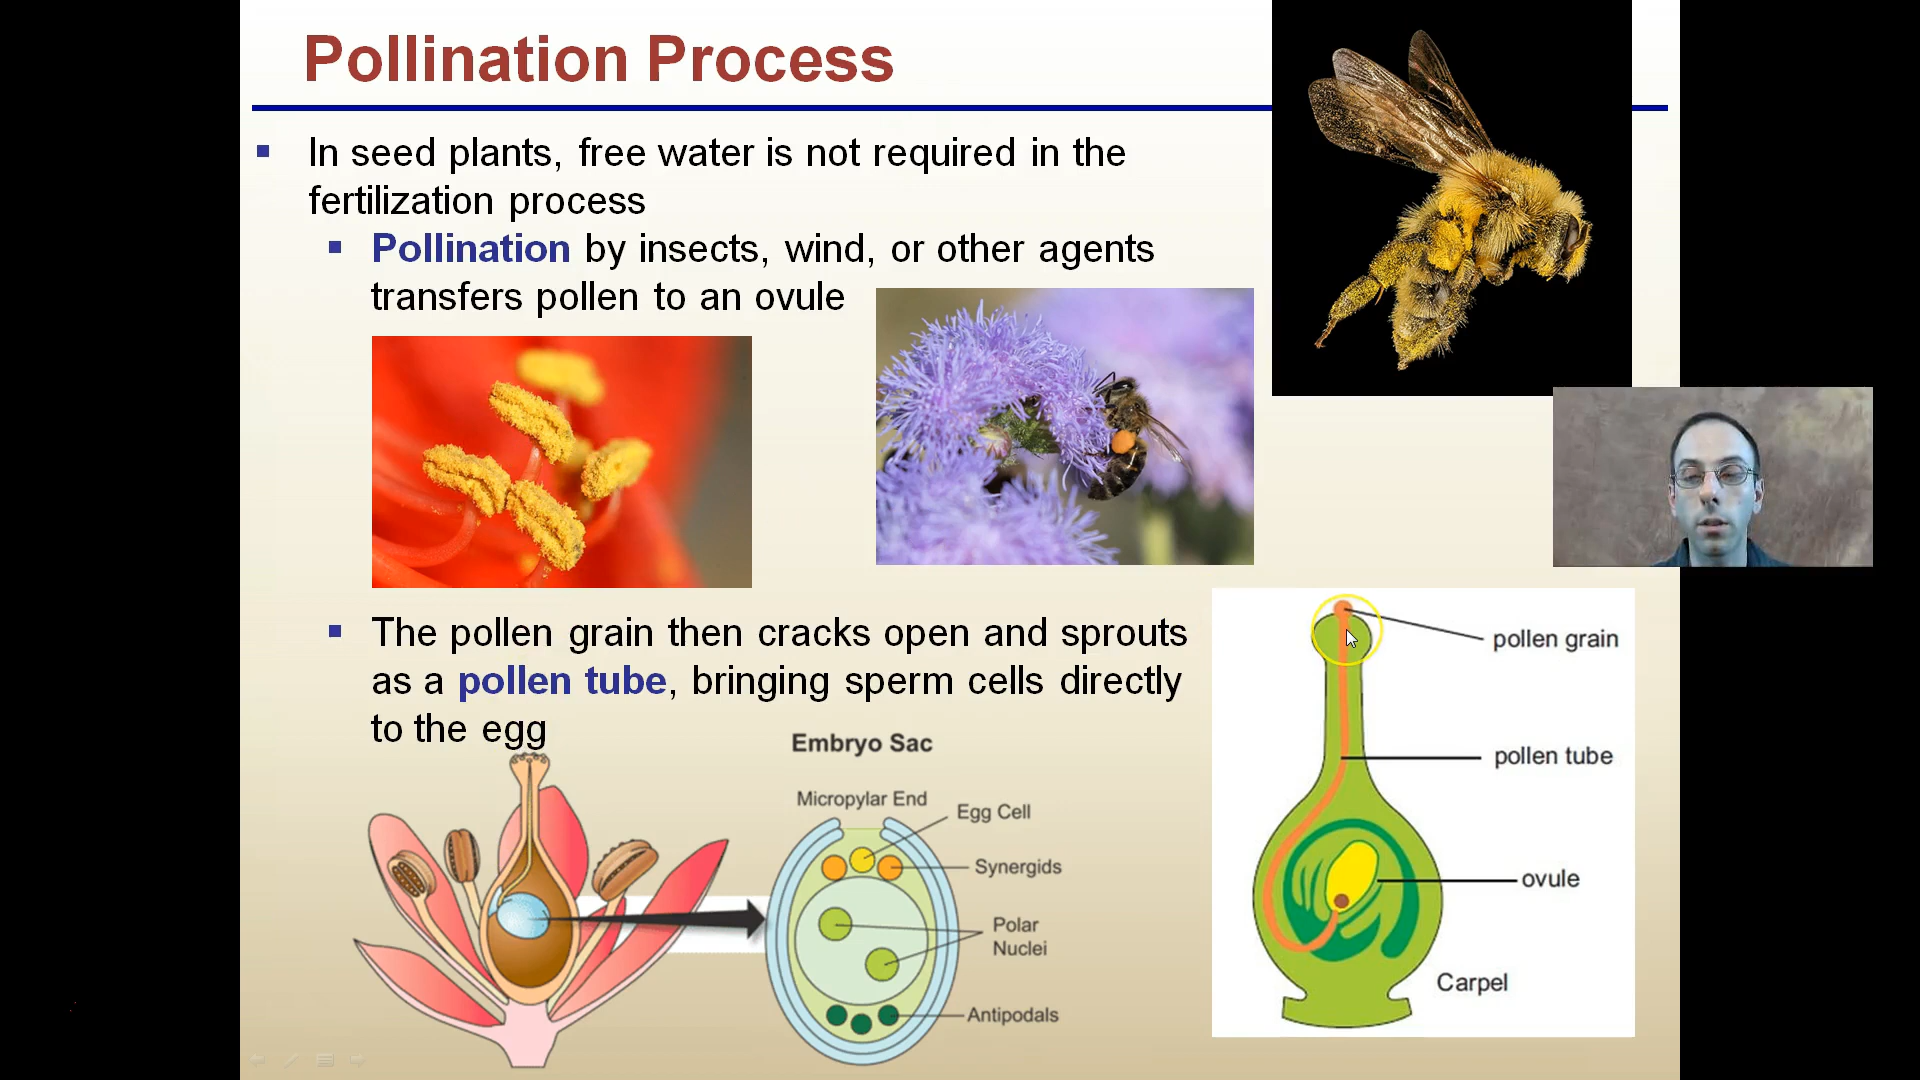 Pollination Process
In seed plants, free water is not required in the
fertilization process
Pollination by insects, wind, or other agents
transfers pollen to an ovule
The pollen grain then cracks open and sprouts
as a pollen tube, bringing sperm cells directly
to the egg
Embryo Sac
Micropylar End
Egg Cell
Synergids
Polar
Nuclei
Antipodals
pollen grain
pollen tube
ovule
Carpel